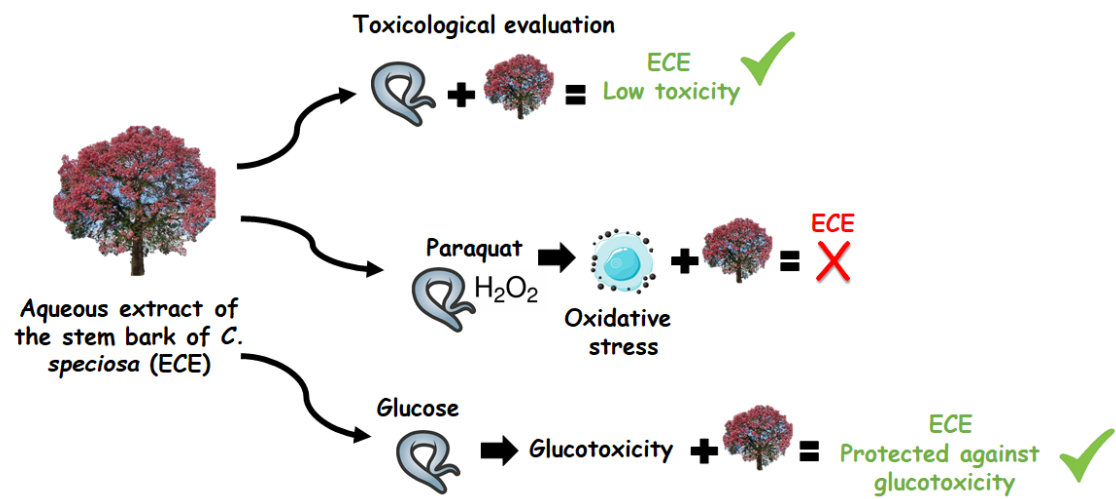 Toxicological evaluation
ECE
Low toxicity
Aqueous extract of
the stem bark of C.
speciosa (ECE)
Paraquat
H₂O₂
Oxidative
stress
ECE
Glucose
Glucotoxicity
ECE
Protected against
glucotoxicity